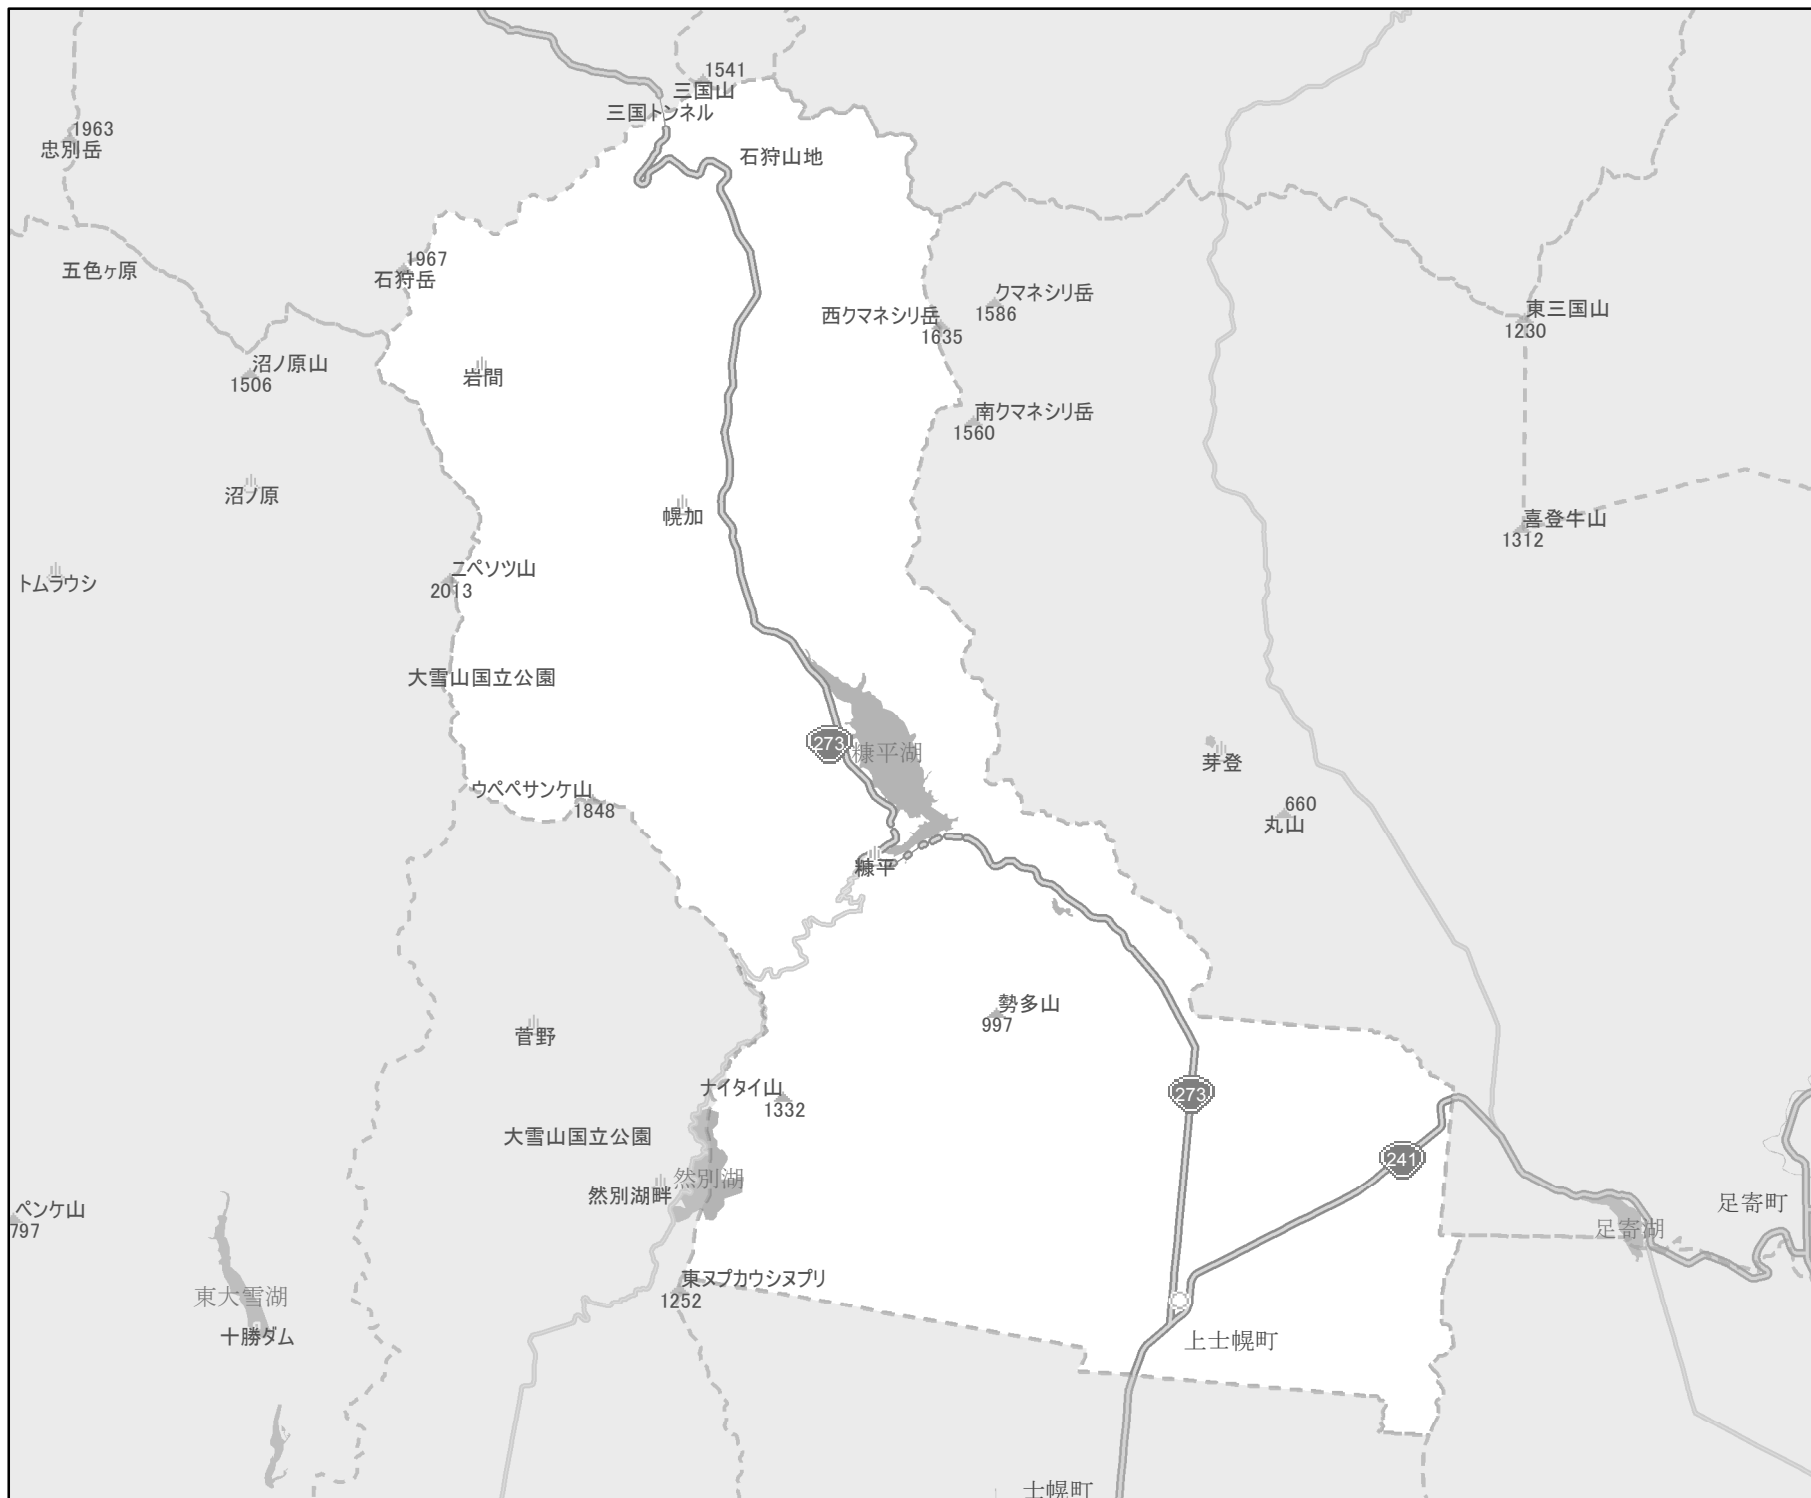 1541
三国山
三国トンネル
1963
忠別岳
石狩山地
五色ヶ原
1967
石狩岳
クマネシリ岳
1586
西クマネシリ岳
1635
東三国山
1230
沼ノ原山
1506
岩間
南クマネシリ岳
1560
沼ノ原
幌加
喜登牛山
1312
トムラウシ
ニペソツ山
2013
大雪山国立公園
273
糠平湖
芽登
ウペペサンケ山
1848
660
丸山
糠平
勢多山
997
菅野
ナイタイ山
1332
273
大雪山国立公園
241
然別湖
然別湖畔
足寄町
ペンケ山
797
足寄湖
東ヌプカウシヌプリ
1252
東大雪湖
十勝ダム
上士幌町
士幌町